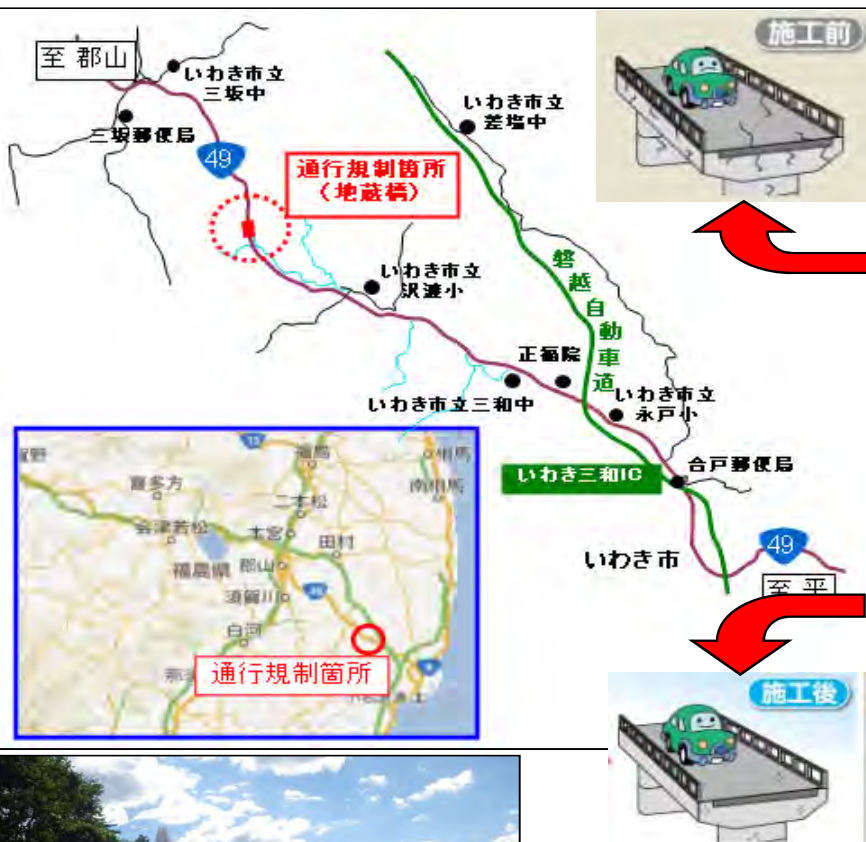 施工前
至 郡山
いわき市立
三坂中
三坂郵便局
49
いわき市立
差塩中
通行規制箇所
(地蔵橋)
いわき市立
沢渡小
磐越自動車道
正福院
いわき市立三和中
いわき市立
永戸小
合戸郵便局
いわき三和IC
いわき市
49
至 平
福島
相馬
南相馬
喜多方
二本松
会津若松
本宮
田村
福島県
郡山
須賀川
49
白河
通行規制箇所
施工後